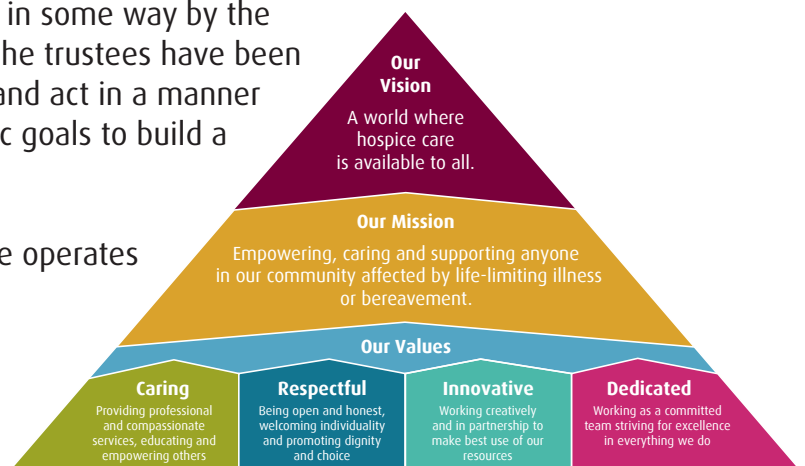 in some way by the
he trustees have been
and act in a manner
c goals to build a
e operates
Our
Vision
A world where
hospice care
is available to all.
Our Mission
Empowering, caring and supporting anyone
in our community affected by life-limiting illness
or bereavement.
Our Values
Caring
Providing professional
and compassionate
services, educating and
empowering others
Respectful
Being open and honest,
welcoming individuality
and promoting dignity
and choice
Innovative
Working creatively
and in partnership to
make best use of our
resources
Dedicated
Working as a committed
team striving for excellence
in everything we do